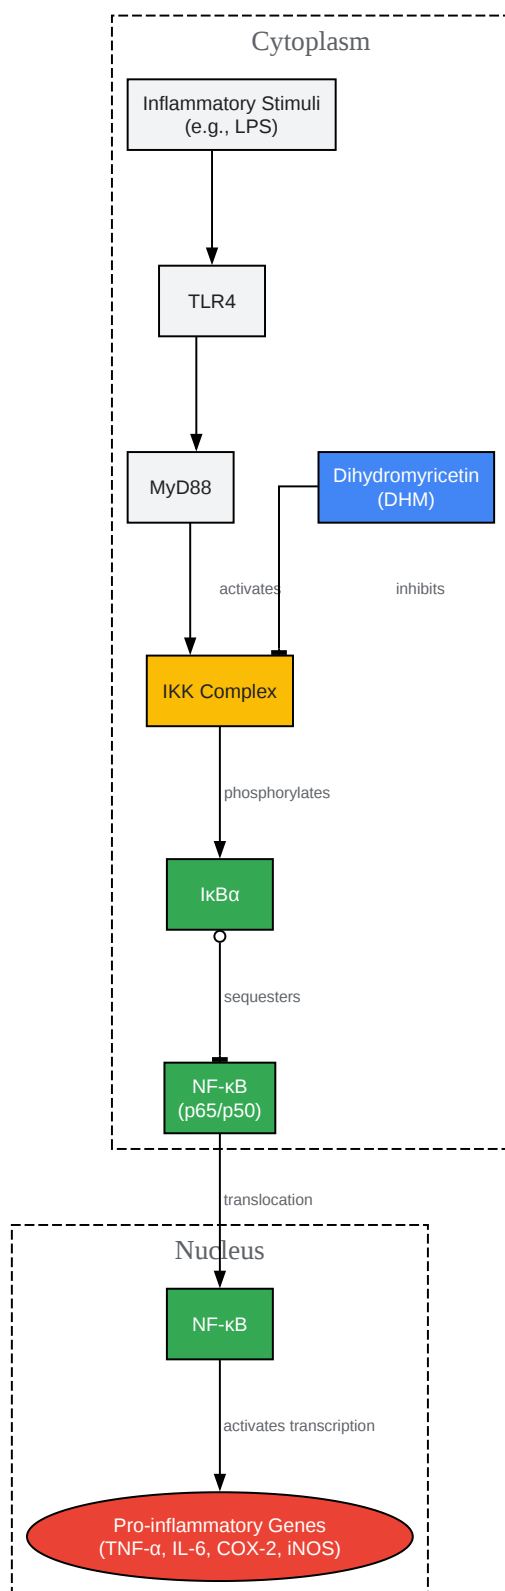 Cytoplasm
Inflammatory Stimuli
(e.g., LPS)
TLR4
MyD88
Dihydromyricetin
(DHM)
activates
inhibits
IKK Complex
phosphorylates
IκBα
sequesters
NF-κB
(p65/p50)
translocation
Nucleus
NF-κB
activates transcription
Pro-inflammatory Genes
(TNF-α, IL-6, COX-2, iNOS)